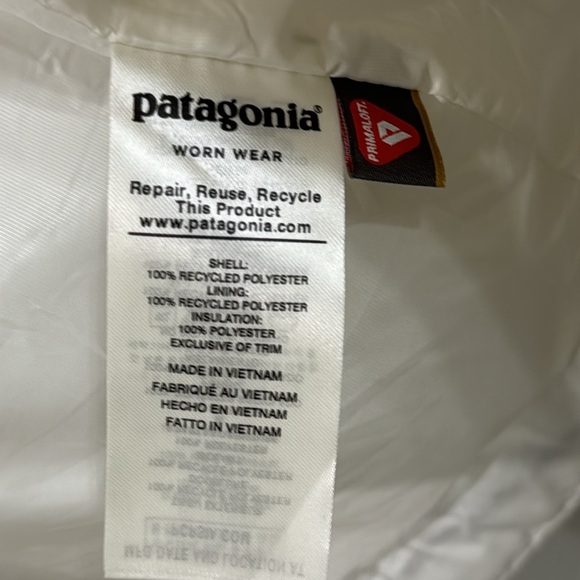 patagonia®
WORN WEAR
Repair, Reuse, Recycle
This Product
www.patagonia.com
SHELL:
100% RECYCLED POLYESTER
LINING:
100% RECYCLED POLYESTER
INSULATION:
100% POLYESTER
EXCLUSIVE OF TRIM
MADE IN VIETNAM
FABRIQUÉ AU VIETNAM
HECHO EN VIETNAM
FATTO IN VIETNAM
PRIMALOFT